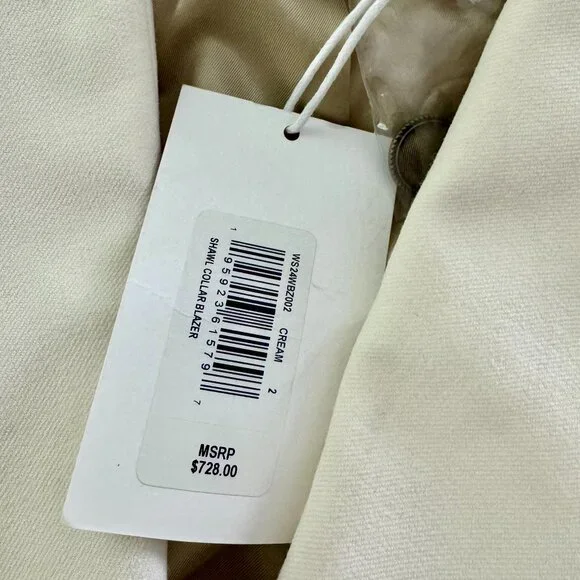 WS24WBZ002 CREAM 2
1 95923 61579 7
SHAWL COLLAR BLAZER
MSRP
$728.00